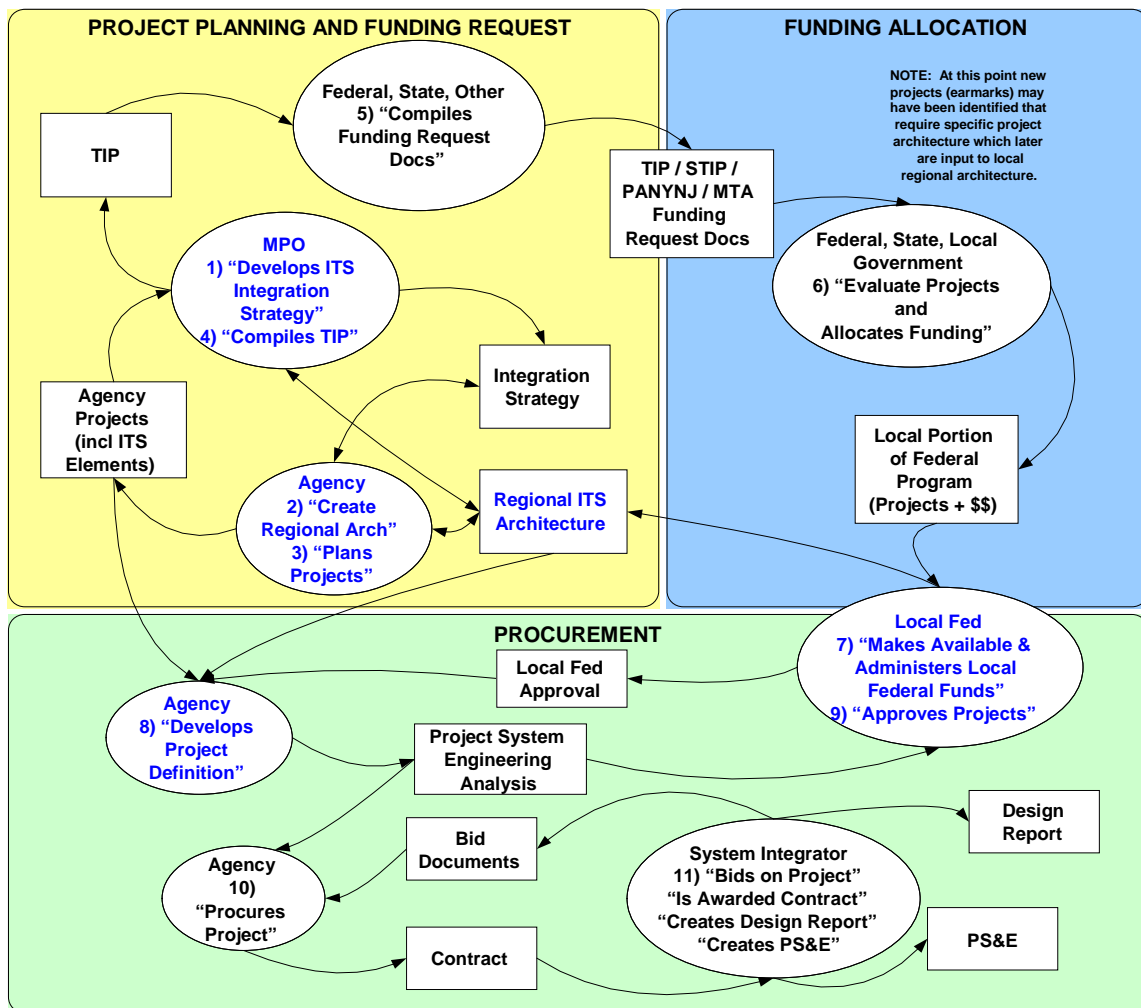 PROJECT PLANNING AND FUNDING REQUEST
Federal, State, Other
5) “Compiles
Funding Request
Docs”
TIP
MPO
1) “Develops ITS
Integration
Strategy”
4) “Compiles TIP”
Integration
Strategy
Agency
Projects
(incl ITS
Elements)
Agency
2) “Create
Regional Arch”
3) “Plans
Projects”
Regional ITS
Architecture
FUNDING ALLOCATION
NOTE: At this point new
projects (earmarks) may
have been identified that
require specific project
architecture which later
are input to local
regional architecture.
TIP / STIP /
PANYNJ / MTA
Funding
Request Docs
Federal, State, Local
Government
6) “Evaluate Projects
and
Allocates Funding”
Local Portion
of Federal
Program
(Projects + $$)
PROCUREMENT
Local Fed
7) “Makes Available &
Administers Local
Federal Funds”
9) “Approves Projects”
Local Fed
Approval
Agency
8) “Develops
Project
Definition”
Project System
Engineering
Analysis
Bid
Documents
Agency
10)
“Procures
Project”
Contract
System Integrator
11) “Bids on Project”
“Is Awarded Contract”
“Creates Design Report”
“Creates PS&E”
Design
Report
PS&E